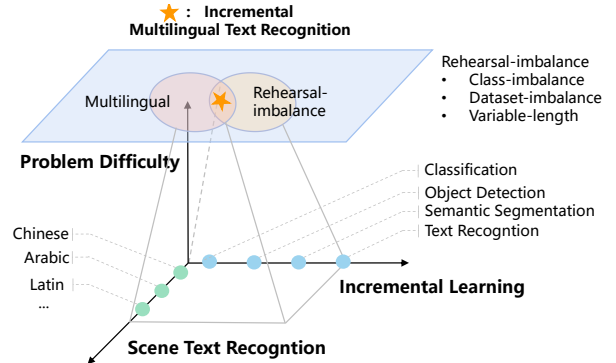 : Incremental
Multilingual Text Recognition
Multilingual
Rehearsal-
imbalance
Rehearsal-imbalance
• Class-imbalance
• Dataset-imbalance
• Variable-length
Problem Difficulty
Classification
Object Detection
Semantic Segmentation
Text Recogntion
Chinese
Arabic
Latin
...
Incremental Learning
Scene Text Recogntion